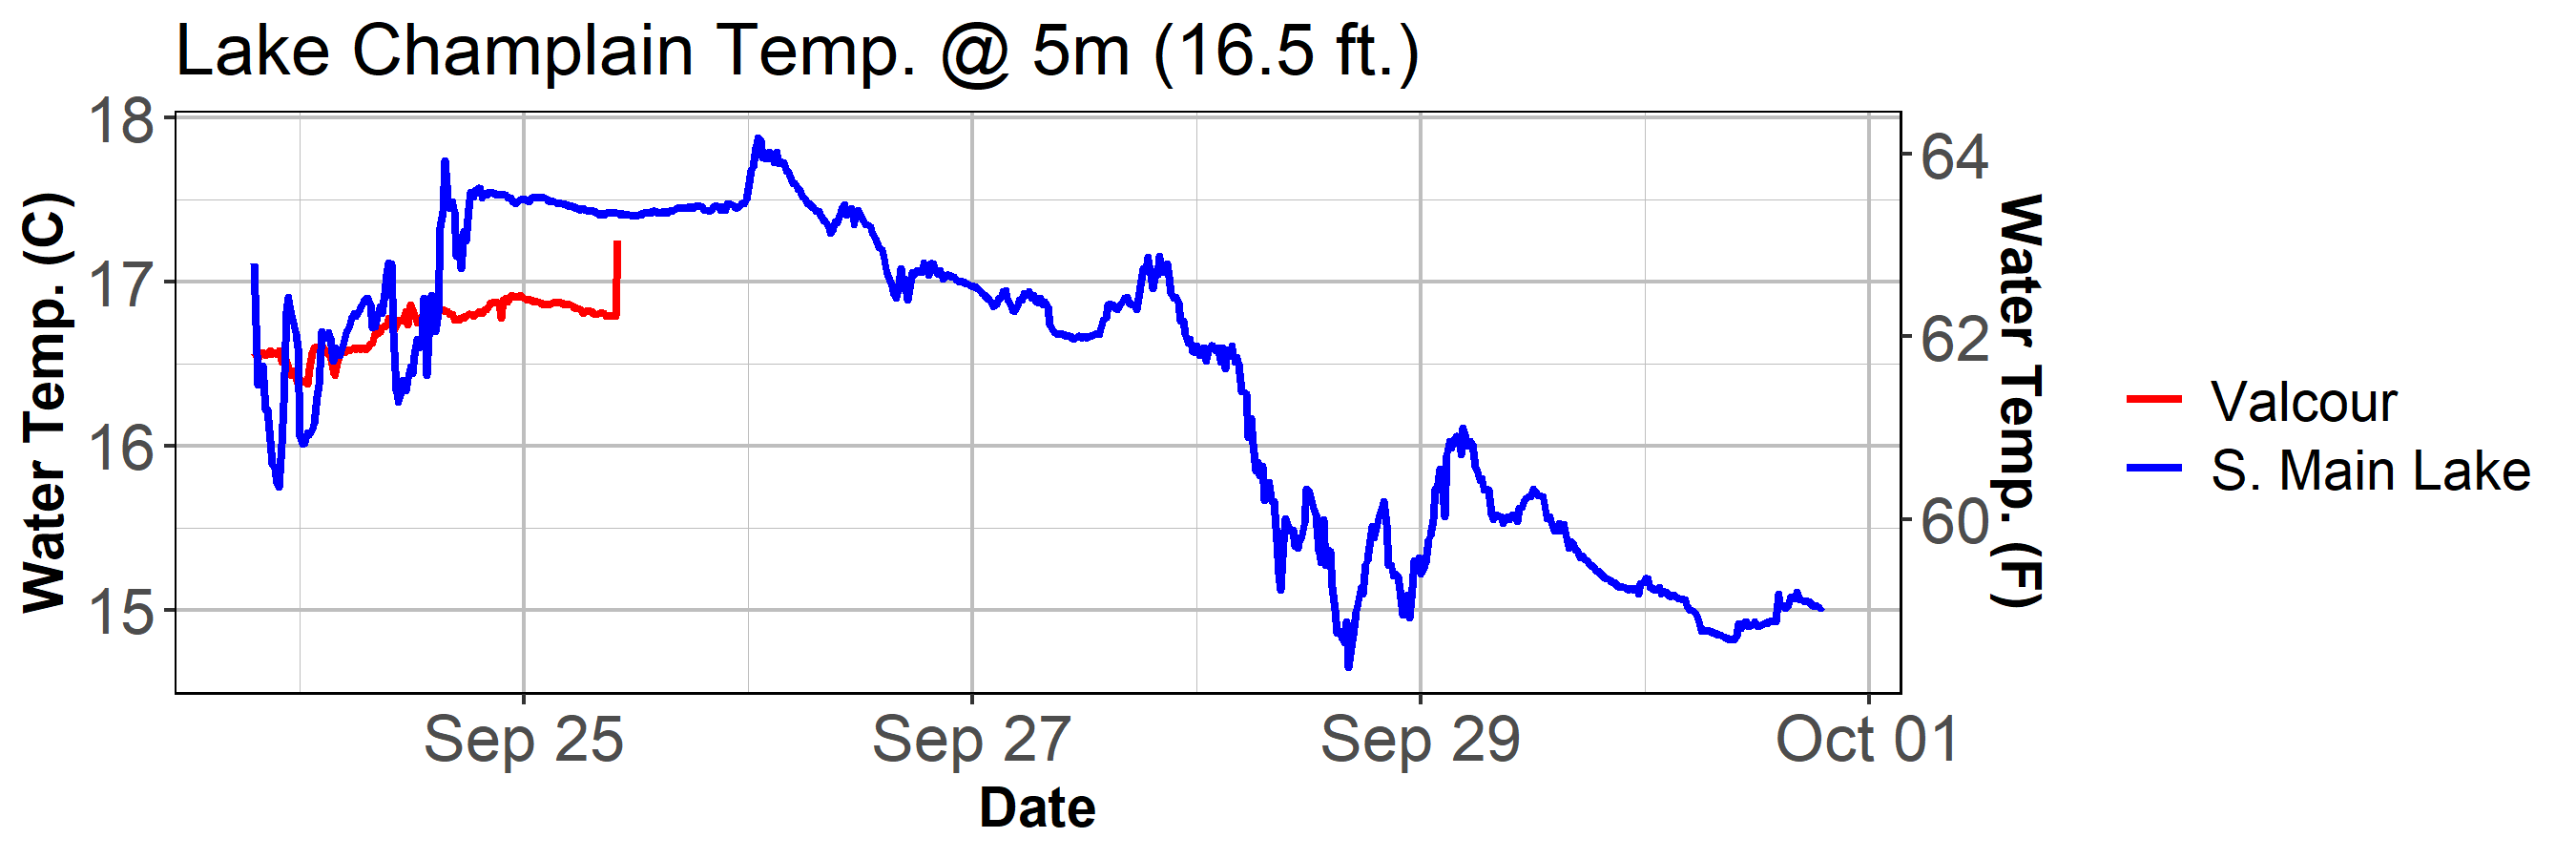 Lake Champlain Temp. @ 5m (16.5 ft.)
Water Temp. (C)
18
17
16
15
64
62
60
Water Temp. (F)
Sep 25
Sep 27
Sep 29
Oct 01
Date
Valcour
S. Main Lake